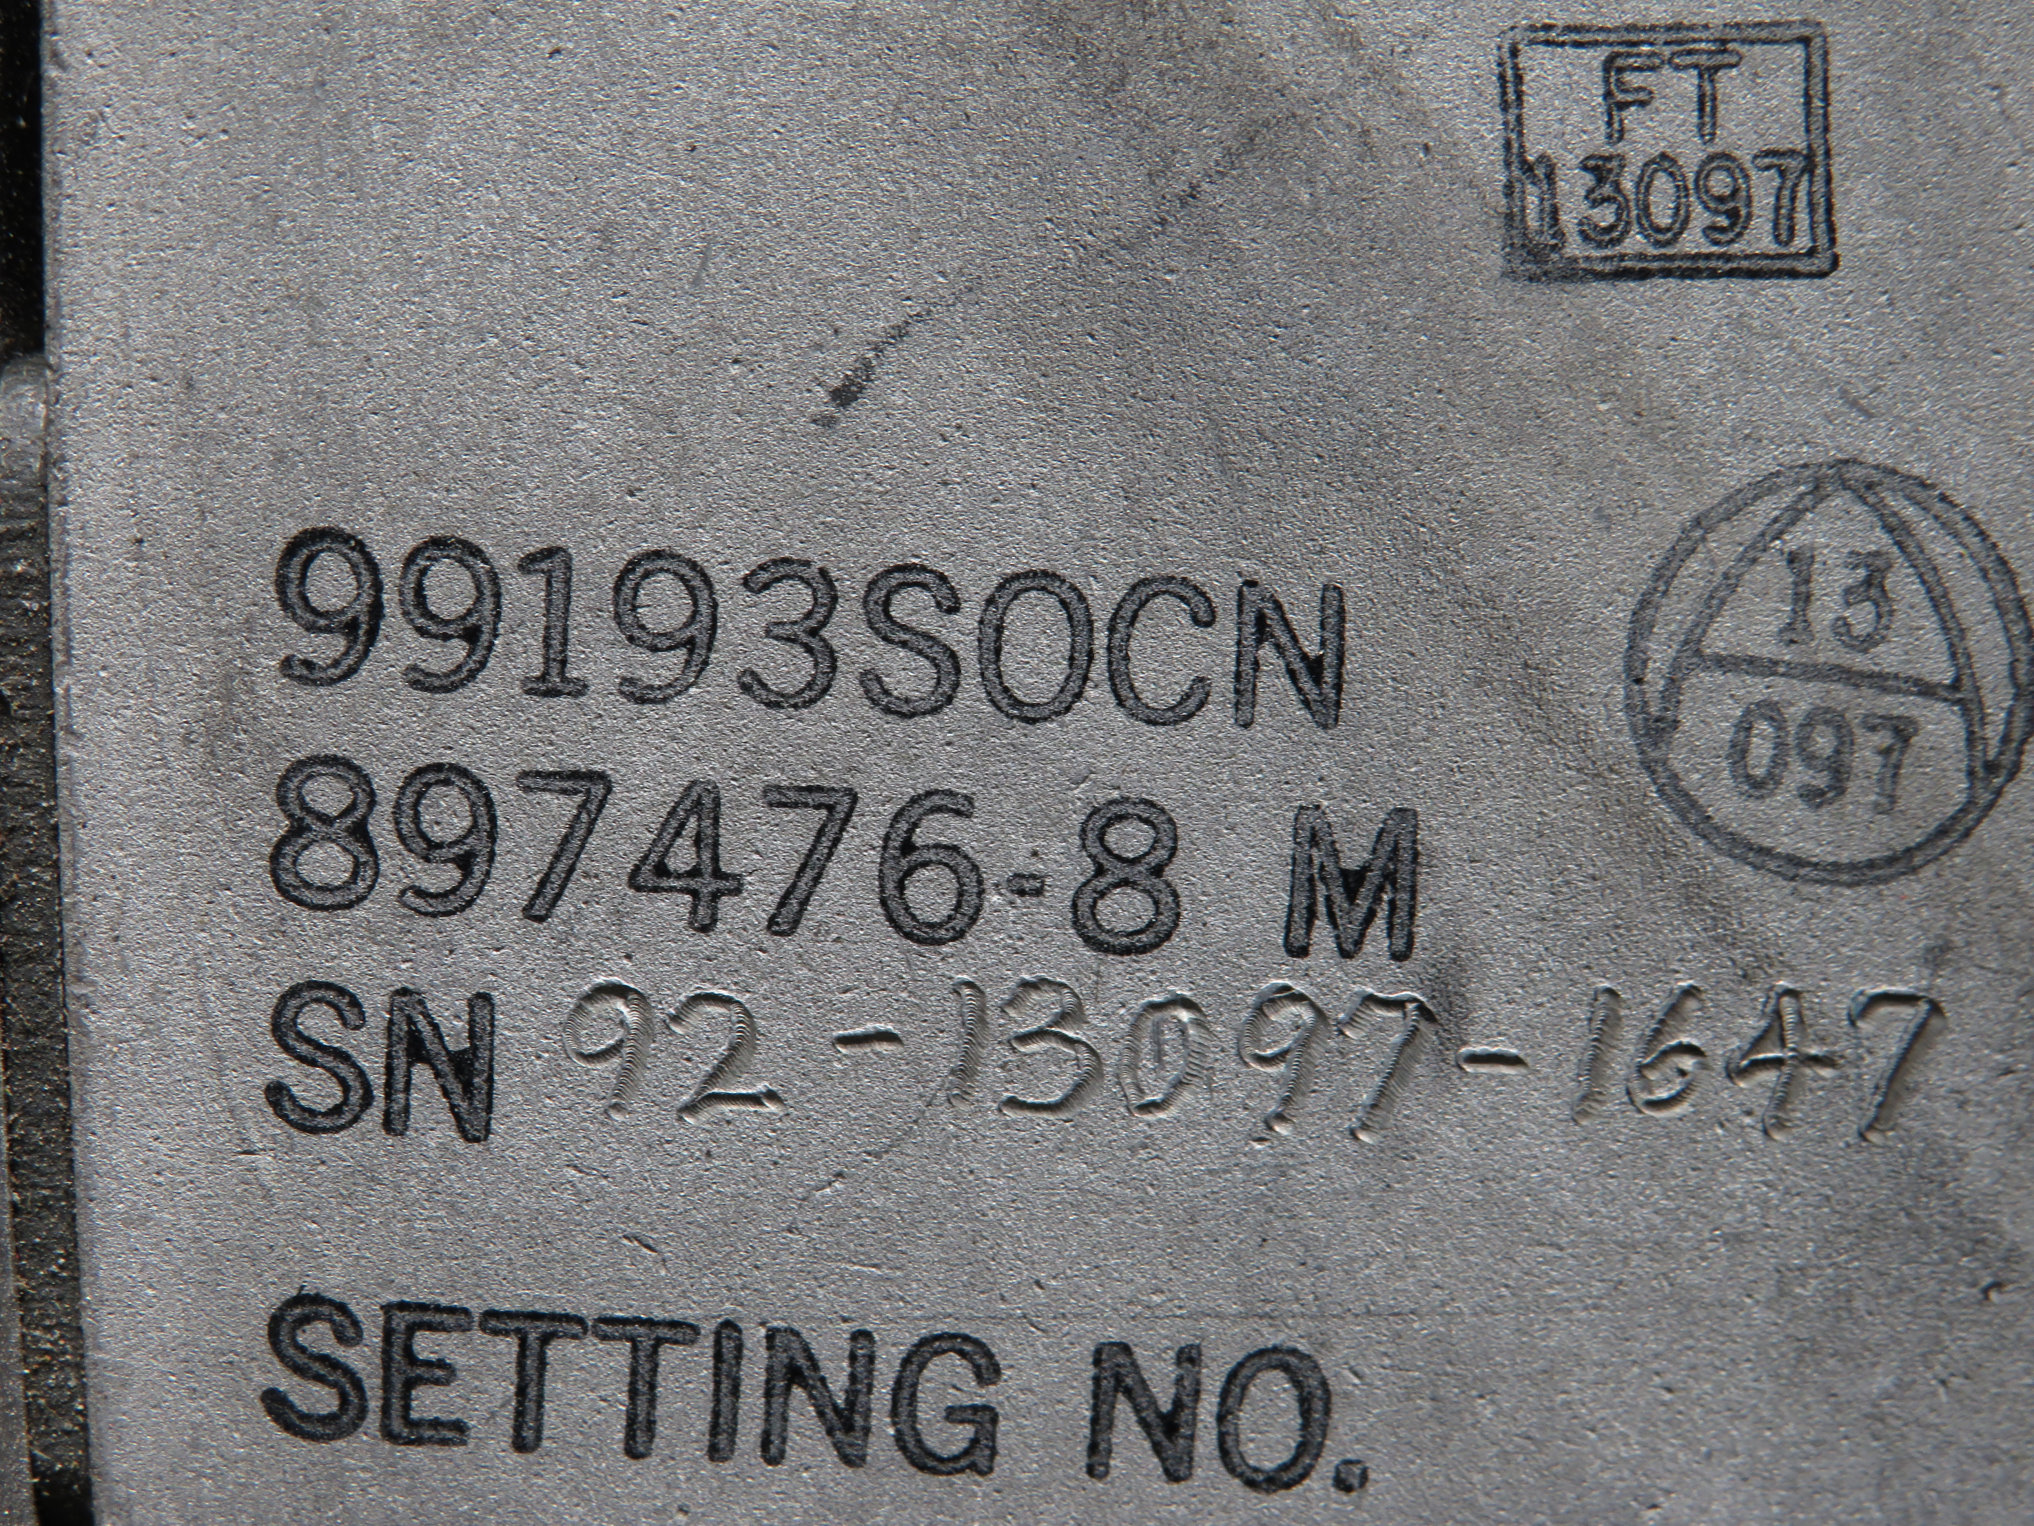 FT
13097
99193SOCN
13
097
897476-8 M
SN 92-13097-1647
SETTING NO.